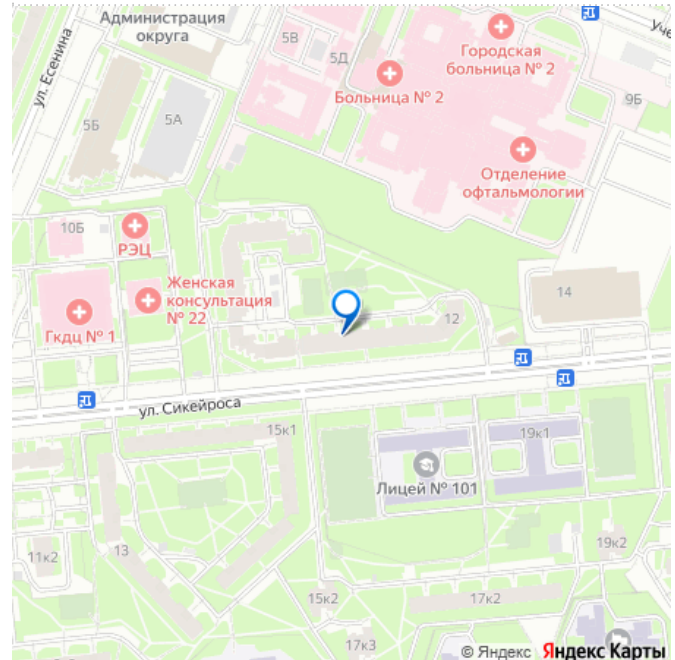 Администрация
округа
ул. Есенина
5В
5Д
Городская
больница № 2
Больница № 2
9Б
5Б
5А
Отделение
офтальмологии
10Б
РЭЦ
Женская
консультация
№ 22
Гкдц № 1
14
12
ул. Сикейроса
15к1
19к1
Лицей № 101
13
11к2
19к2
15к2
17к2
17к3
© Яндекс Яндекс Карты